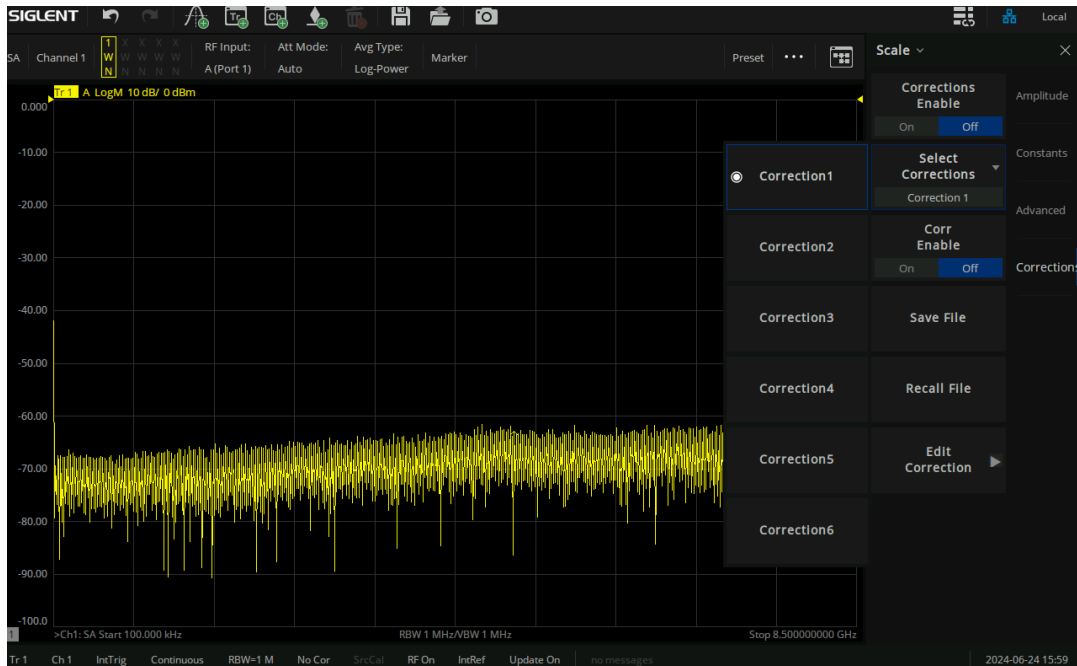 SIGLENT
Tr
Ch
Local
SA Channel 1
1 X X X X
W W W W W
N N N N N
RF Input:
A (Port 1)
Att Mode:
Auto
Avg Type:
Log-Power
Marker
Preset
Scale
Corrections
Enable
On Off
Select
Corrections
Correction 1
Corr
Enable
On Off
Save File
Recall File
Edit
Correction
Amplitude
Constants
Advanced
Corrections
Correction1
Correction2
Correction3
Correction4
Correction5
Correction6
Tr 1 A LogM 10 dB/ 0 dBm
0.000
-10.00
-20.00
-30.00
-40.00
-50.00
-60.00
-70.00
-80.00
-90.00
-100.0
1
>Ch1: SA Start 100.000 kHz RBW 1 MHz/VBW 1 MHz Stop 8.500000000 GHz
Tr 1 Ch 1 IntTrig Continuous RBW=1 M No Cor SrcCal RF On IntRef Update On no messages 2024-06-24 15:59